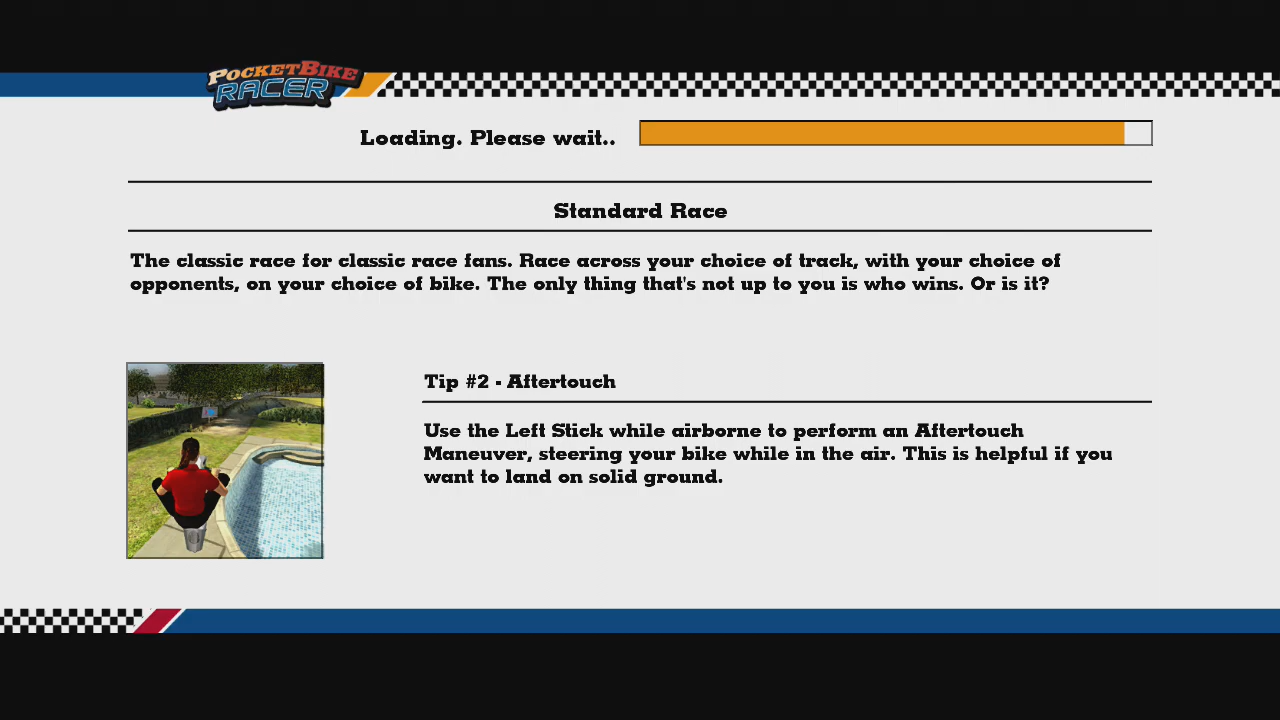 PocketBike
Racer
Loading. Please wait..
Standard Race
The classic race for classic race fans. Race across your choice of track, with your choice of
opponents, on your choice of bike. The only thing that's not up to you is who wins. Or is it?
Tip #2 - Aftertouch
Use the Left Stick while airborne to perform an Aftertouch
Maneuver, steering your bike while in the air. This is helpful if you
want to land on solid ground.